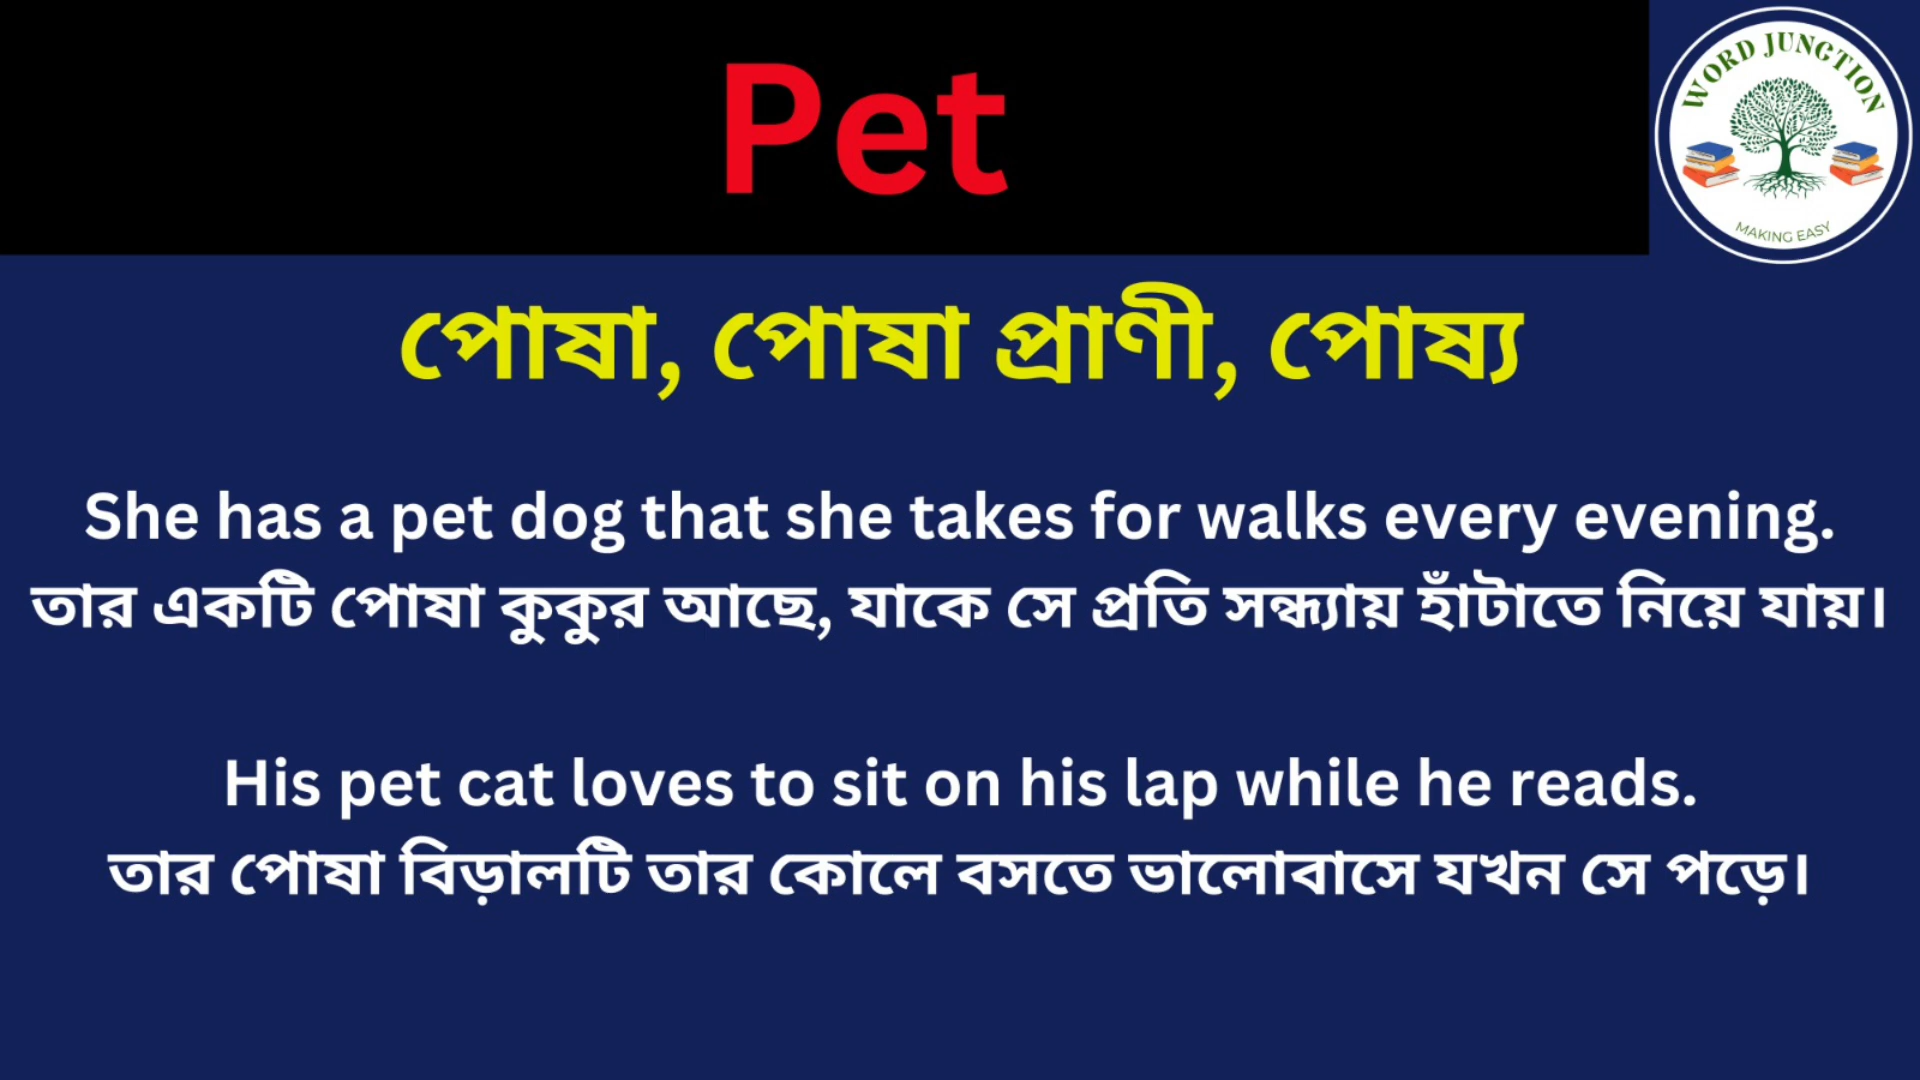 Pet
WORD JUNCTION
MAKING EASY
পোষা, পোষা প্রাণী, পোষ্য
She has a pet dog that she takes for walks every evening.
তার একটি পোষা কুকুর আছে, যাকে সে প্রতি সন্ধ্যায় হাঁটাতে নিয়ে যায়।
His pet cat loves to sit on his lap while he reads.
তার পোষা বিড়ালটি তার কোলে বসতে ভালোবাসে যখন সে পড়ে।